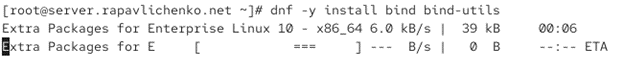 [root@server.rapavlichenko.net ~]# dnf -y install bind bind-utils
Extra Packages for Enterprise Linux 10 - x86_64 6.0 kB/s |  39 kB     00:06
Extra Packages for E     [            ===       ] ---  B/s |   0  B     --:-- ETA